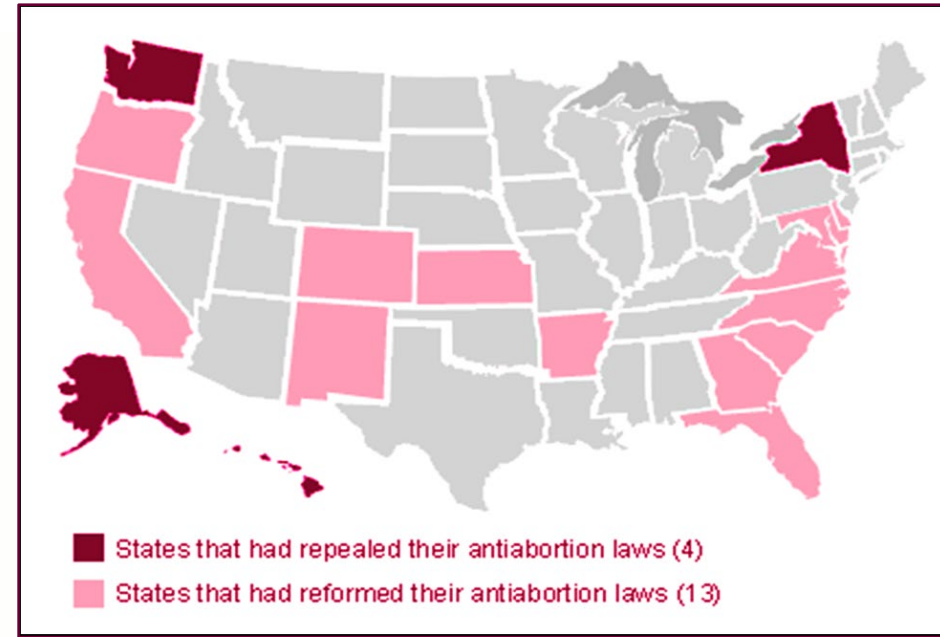 States that had repealed their antiabortion laws (4)
States that had reformed their antiabortion laws (13)